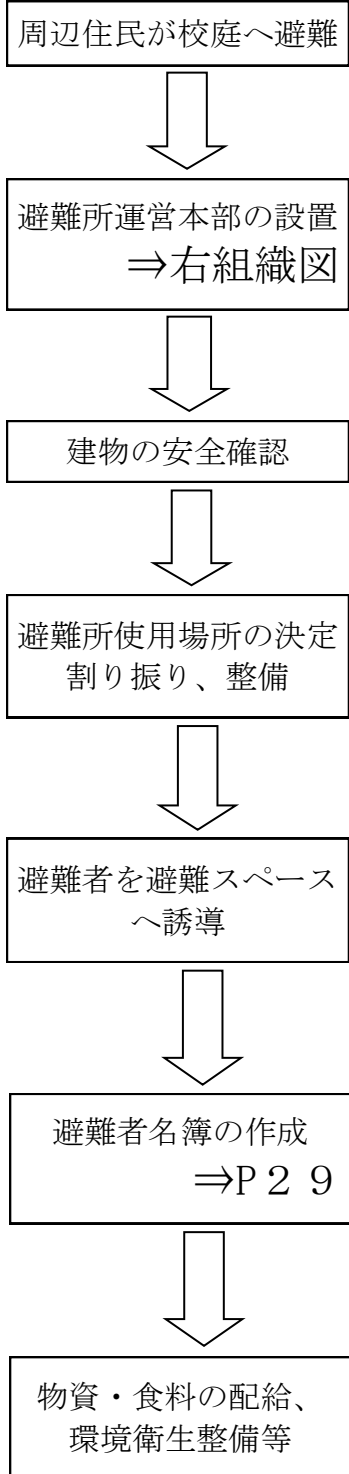 周辺住民が校庭へ避難
避難所運営本部の設置
⇒右組織図
建物の安全確認
避難所使用場所の決定
割り振り、整備
避難者を避難スペース
へ誘導
避難者名簿の作成
⇒P２９
物資・食料の配給、
環境衛生整備等